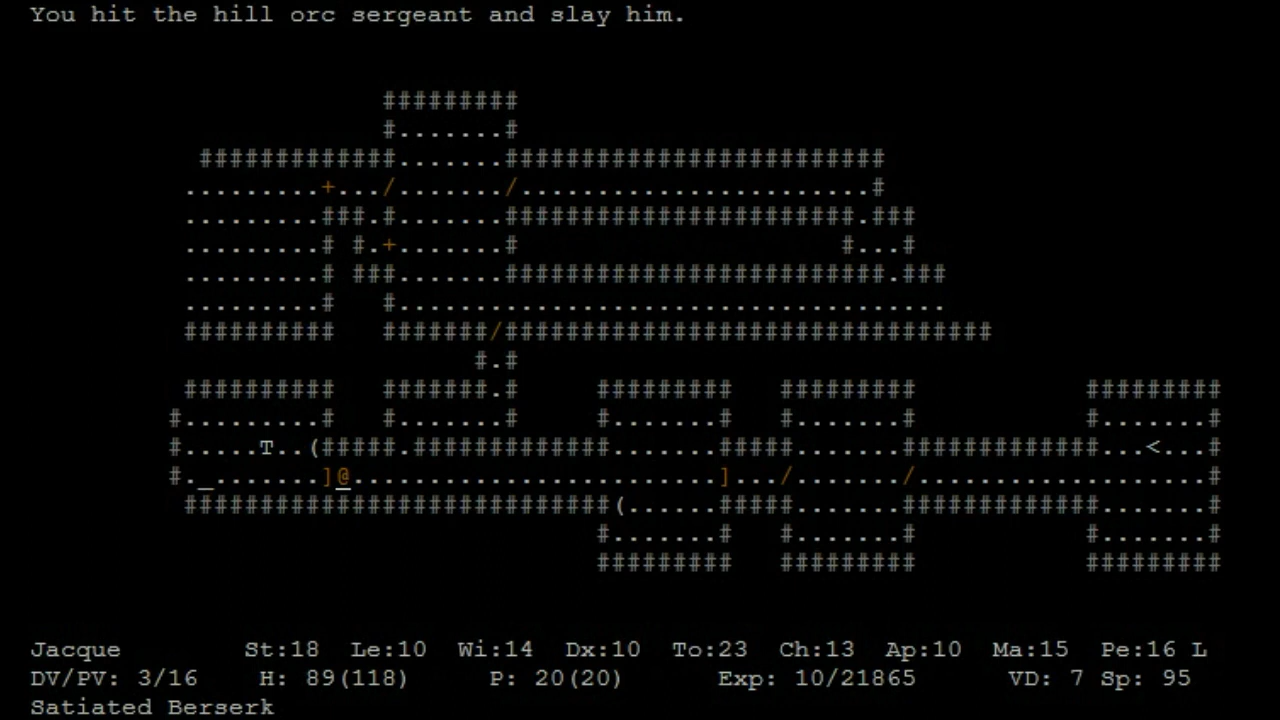 You hit the hill orc sergeant and slay him.
#########
#.......#
#############.......#########################
.........+.../......./.......................#
.........###.#.......#######################.###
.........# #.+.......# #...#
.........# ###.......#########################.###
.........# #...................................
########## #######/################################
#.#
########## #######.# ######### ######### #########
#.........# #.......# #.......# #.......# #.......#
#.....T..(#####.#############.......#####.......#############...<...#
#._.......]@........................].../......./...................#
############################(......#####.......#############.......#
#.......# #.......# #.......#
######### ######### #########
Jacque St:18 Le:10 Wi:14 Dx:10 To:23 Ch:13 Ap:10 Ma:15 Pe:16 L
DV/PV: 3/16 H: 89(118) P: 20(20) Exp: 10/21865 VD: 7 Sp: 95
Satiated Berserk